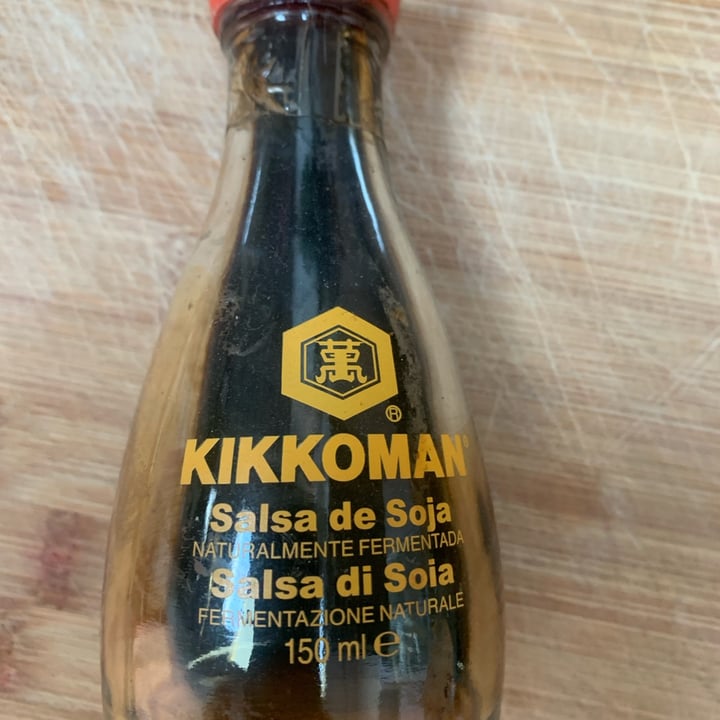 萬
®
KIKKOMAN®
Salsa de Soja
NATURALMENTE FERMENTADA
Salsa di Soia
FERMENTAZIONE NATURALE
150 ml ℮